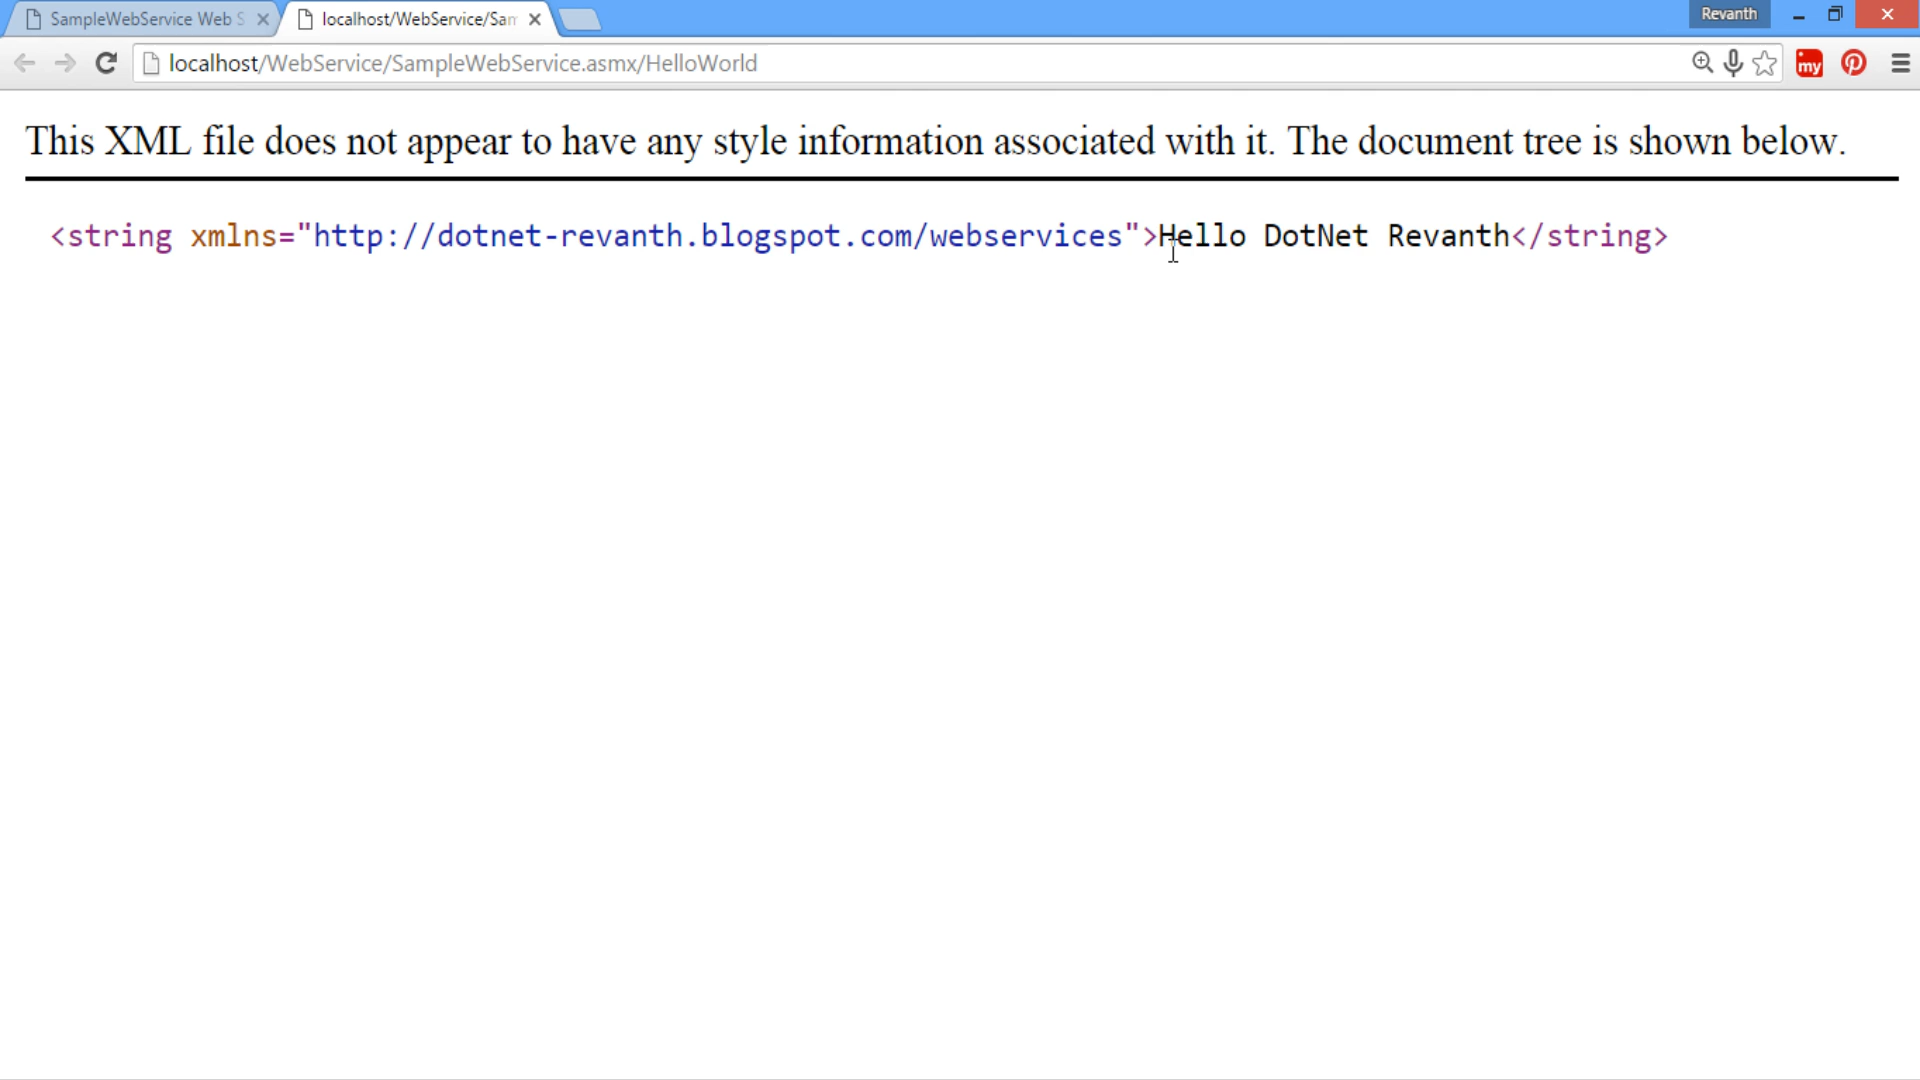 SampleWebService Web S
localhost/WebService/Sam
Revanth
localhost/WebService/SampleWebService.asmx/HelloWorld
my
This XML file does not appear to have any style information associated with it. The document tree is shown below.
<string xmlns="http://dotnet-revanth.blogspot.com/webservices">Hello DotNet Revanth</string>